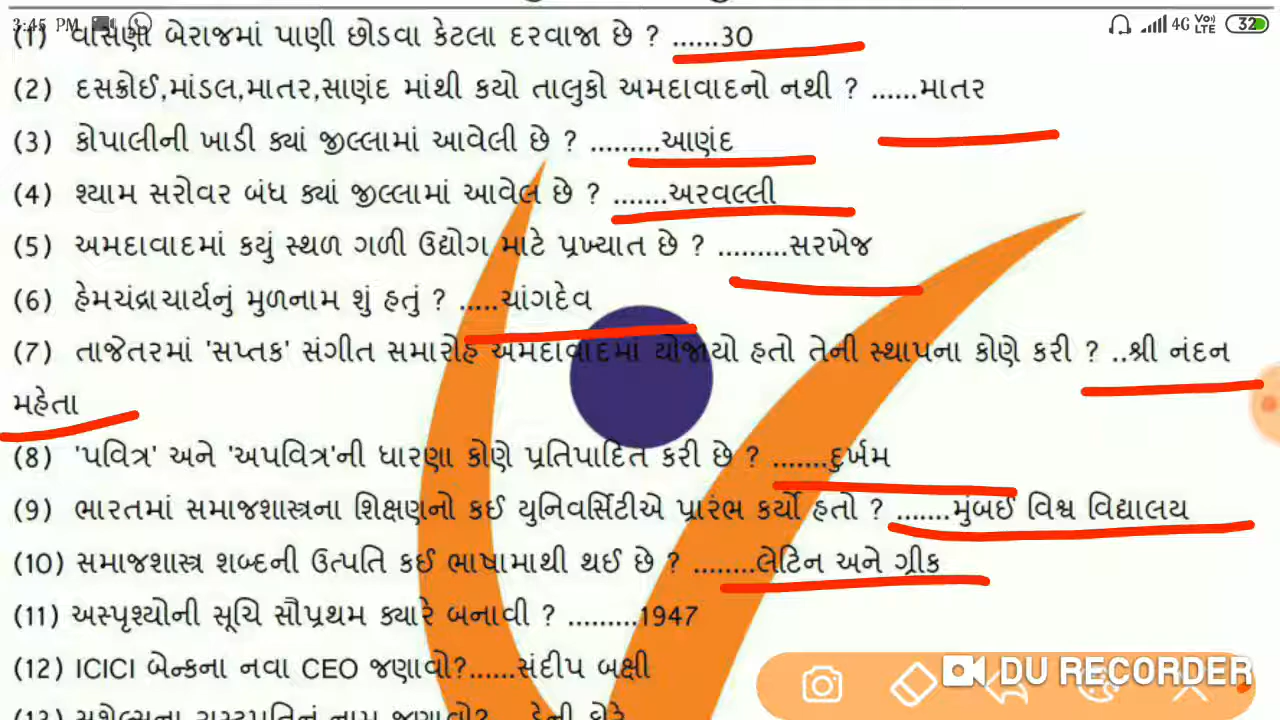 3:45 PM 4G Vo)) LTE 32
(1) વાસણા બેરાજમાં પાણી છોડવા કેટલા દરવાજા છે ? ......30
(2) દસક્રોઈ,માંડલ,માતર,સાણંદ માંથી કયો તાલુકો અમદાવાદનો નથી ? ......માતર
(3) કોપાલીની ખાડી ક્યાં જીલ્લામાં આવેલી છે ? .........આણંદ
(4) શ્યામ સરોવર બંધ ક્યાં જીલ્લામાં આવેલ છે ? .......અરવલ્લી
(5) અમદાવાદમાં કયું સ્થળ ગળી ઉદ્યોગ માટે પ્રખ્યાત છે ? .........સરખેજ
(6) હેમચંદ્રાચાર્યનું મુળનામ શું હતું ? .....ચાંગદેવ
(7) તાજેતરમાં 'સપ્તક' સંગીત સમારોહ અમદાવાદમાં યોજાયો હતો તેની સ્થાપના કોણે કરી ? ..શ્રી નંદન
મહેતા
(8) 'પવિત્ર' અને 'અપવિત્ર'ની ધારણા કોણે પ્રતિપાદિત કરી છે ? .......દુર્ખમ
(9) ભારતમાં સમાજશાસ્ત્રના શિક્ષણનો કઈ યુનિવર્સિટીએ પ્રારંભ કર્યો હતો ? .......મુંબઈ વિશ્વ વિદ્યાલય
(10) સમાજશાસ્ત્ર શબ્દની ઉત્પતિ કઈ ભાષામાથી થઈ છે ? ........લેટિન અને ગ્રીક
(11) અસ્પૃશ્યોની સૂચિ સૌપ્રથમ ક્યારે બનાવી ? .........1947
(12) ICICI બેન્કના નવા CEO જણાવો?......સંદીપ બક્ષી
DU RECORDER